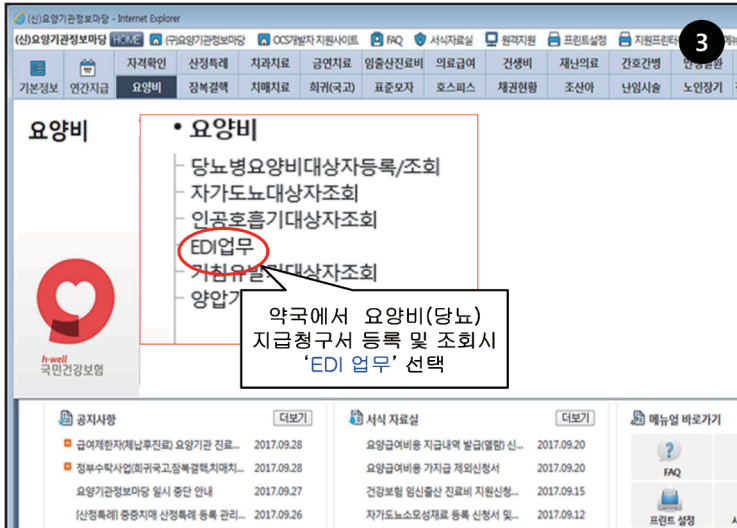 (신)요양기관정보마당 - Internet Explorer
(신)요양기관정보마당 HOME (구)요양기관정보마당 OCS개발자 지원사이트 FAQ 서식자료실 원격지원 프린트설정 지원프린터
3
자격확인 산정특례 치과치료 금연치료 임출산진료비 의료급여 건생비 재난의료 간호간병
기본정보 연간지급 요양비 잠복결핵 치매치료 희귀(국고) 표준모자 호스피스 채권현황 조산아 난임시술 노인장기
요양비
• 요양비
당뇨병요양비대상자등록/조회
자가도뇨대상자조회
인공호흡기대상자조회
EDI업무
기침유발기대상자조회
양압기
약국에서 요양비(당뇨)
지급청구서 등록 및 조회시
‘EDI 업무’ 선택
h-well
국민건강보험
공지사항 더보기
급여제한자(체납후진료) 요양기관 진료... 2017.09.28
정부수탁사업(희귀국고,잠복결핵,치매치... 2017.09.28
요양기관정보마당 일시 중단 안내 2017.09.27
[산정특례] 중증치매 산정특례 등록 관리... 2017.09.26
서식 자료실 더보기
요양급여비용 지급내역 발급(열람) 신... 2017.09.20
요양급여비용 가지급 제외신청서 2017.09.20
건강보험 임신출산 진료비 지원신청... 2017.09.15
자가도뇨소모성재료 등록 신청서 및... 2017.09.12
메뉴얼 바로가기
FAQ
프린트 설정